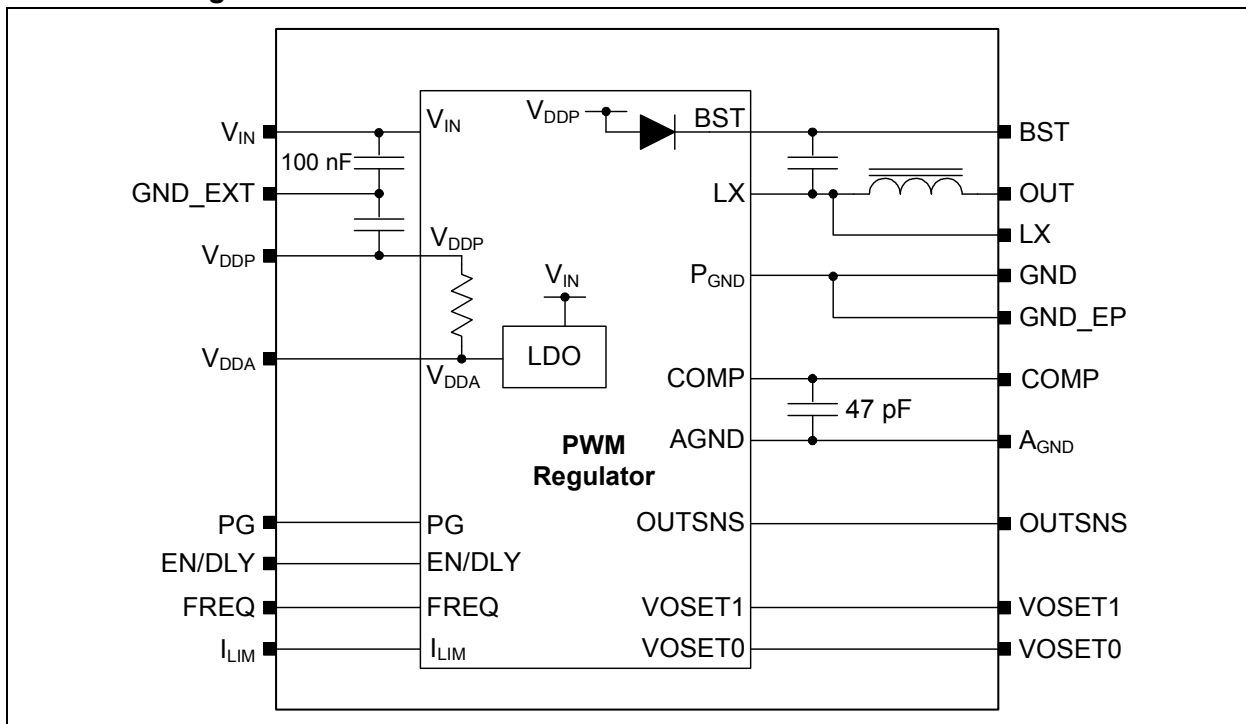 V_IN
GND_EXT
V_DDP
V_DDA
PG
EN/DLY
FREQ
I_LIM
100 nF
V_IN
V_DDP
V_DDA
V_DDP
V_IN
LDO
PWM
Regulator
PG
EN/DLY
FREQ
I_LIM
BST
LX
P_GND
COMP
AGND
OUTSNS
VOSET1
VOSET0
47 pF
BST
OUT
LX
GND
GND_EP
COMP
A_GND
OUTSNS
VOSET1
VOSET0